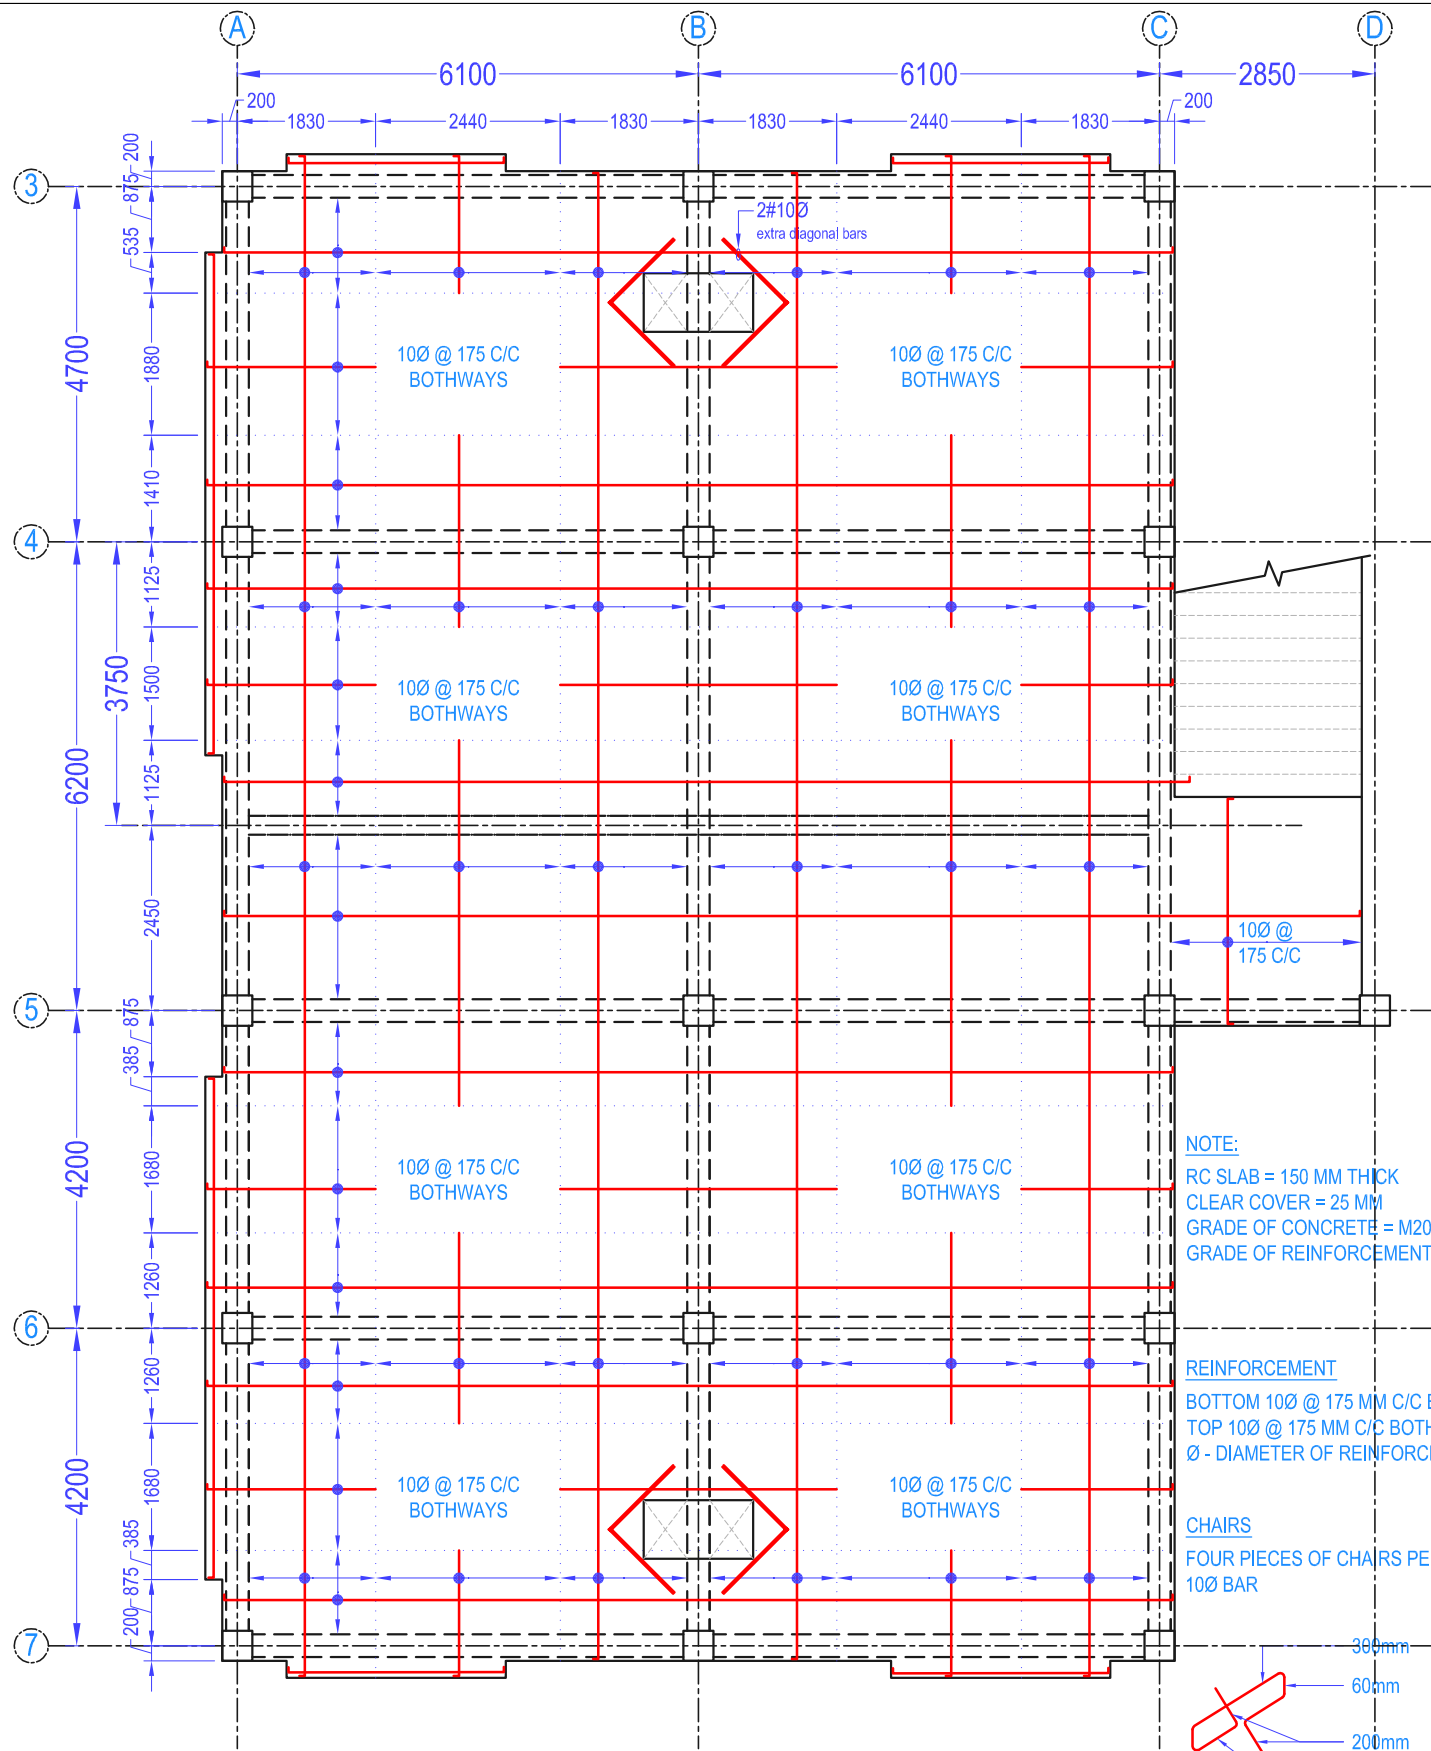 A
B
C
D
6100
6100
2850
200
200
1830
2440
1830
1830
2440
1830
3
200
875
535
2#10Ø
extra diagonal bars
4700
1880
10Ø @ 175 C/C
BOTHWAYS
10Ø @ 175 C/C
BOTHWAYS
1410
4
1125
3750
1500
10Ø @ 175 C/C
BOTHWAYS
10Ø @ 175 C/C
BOTHWAYS
6200
1125
2450
10Ø @
175 C/C
5
875
385
4200
1680
10Ø @ 175 C/C
BOTHWAYS
10Ø @ 175 C/C
BOTHWAYS
1260
6
1260
4200
1680
10Ø @ 175 C/C
BOTHWAYS
10Ø @ 175 C/C
BOTHWAYS
385
875
200
7
NOTE:
RC SLAB = 150 MM THICK
CLEAR COVER = 25 MM
GRADE OF CONCRETE = M20
GRADE OF REINFORCEMENT
REINFORCEMENT
BOTTOM 10Ø @ 175 MM C/C
TOP 10Ø @ 175 MM C/C BOTH
Ø - DIAMETER OF REINFORC
CHAIRS
FOUR PIECES OF CHAIRS PE
10Ø BAR
300mm
60mm
200mm